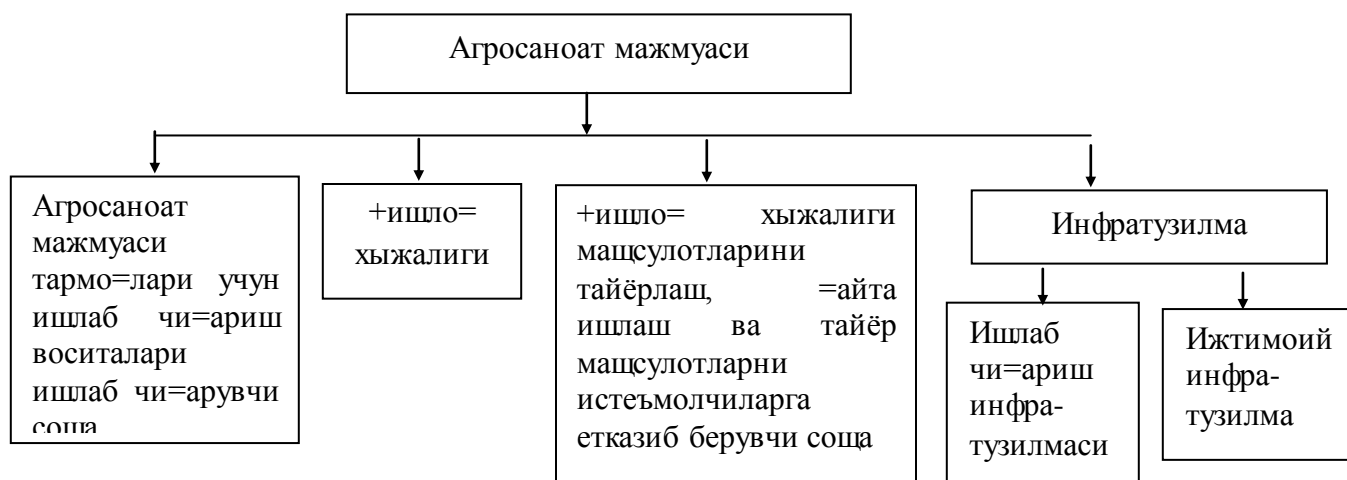 Агросаноат мажмуаси
Агросаноат
мажмуаси
тармо=лари учун
ишлаб чи=ариш
воситалари
ишлаб чи=арувчи
соща
+ишло=
хыжалиги
+ишло= хыжалиги
мащсулотларини
тайёрлаш, =айта
ишлаш ва тайёр
мащсулотларни
истеъмолчиларга
етказиб берувчи соща
Инфратузилма
Ишлаб
чи=ариш
инфра-
тузилмаси
Ижтимоий
инфра-
тузилма